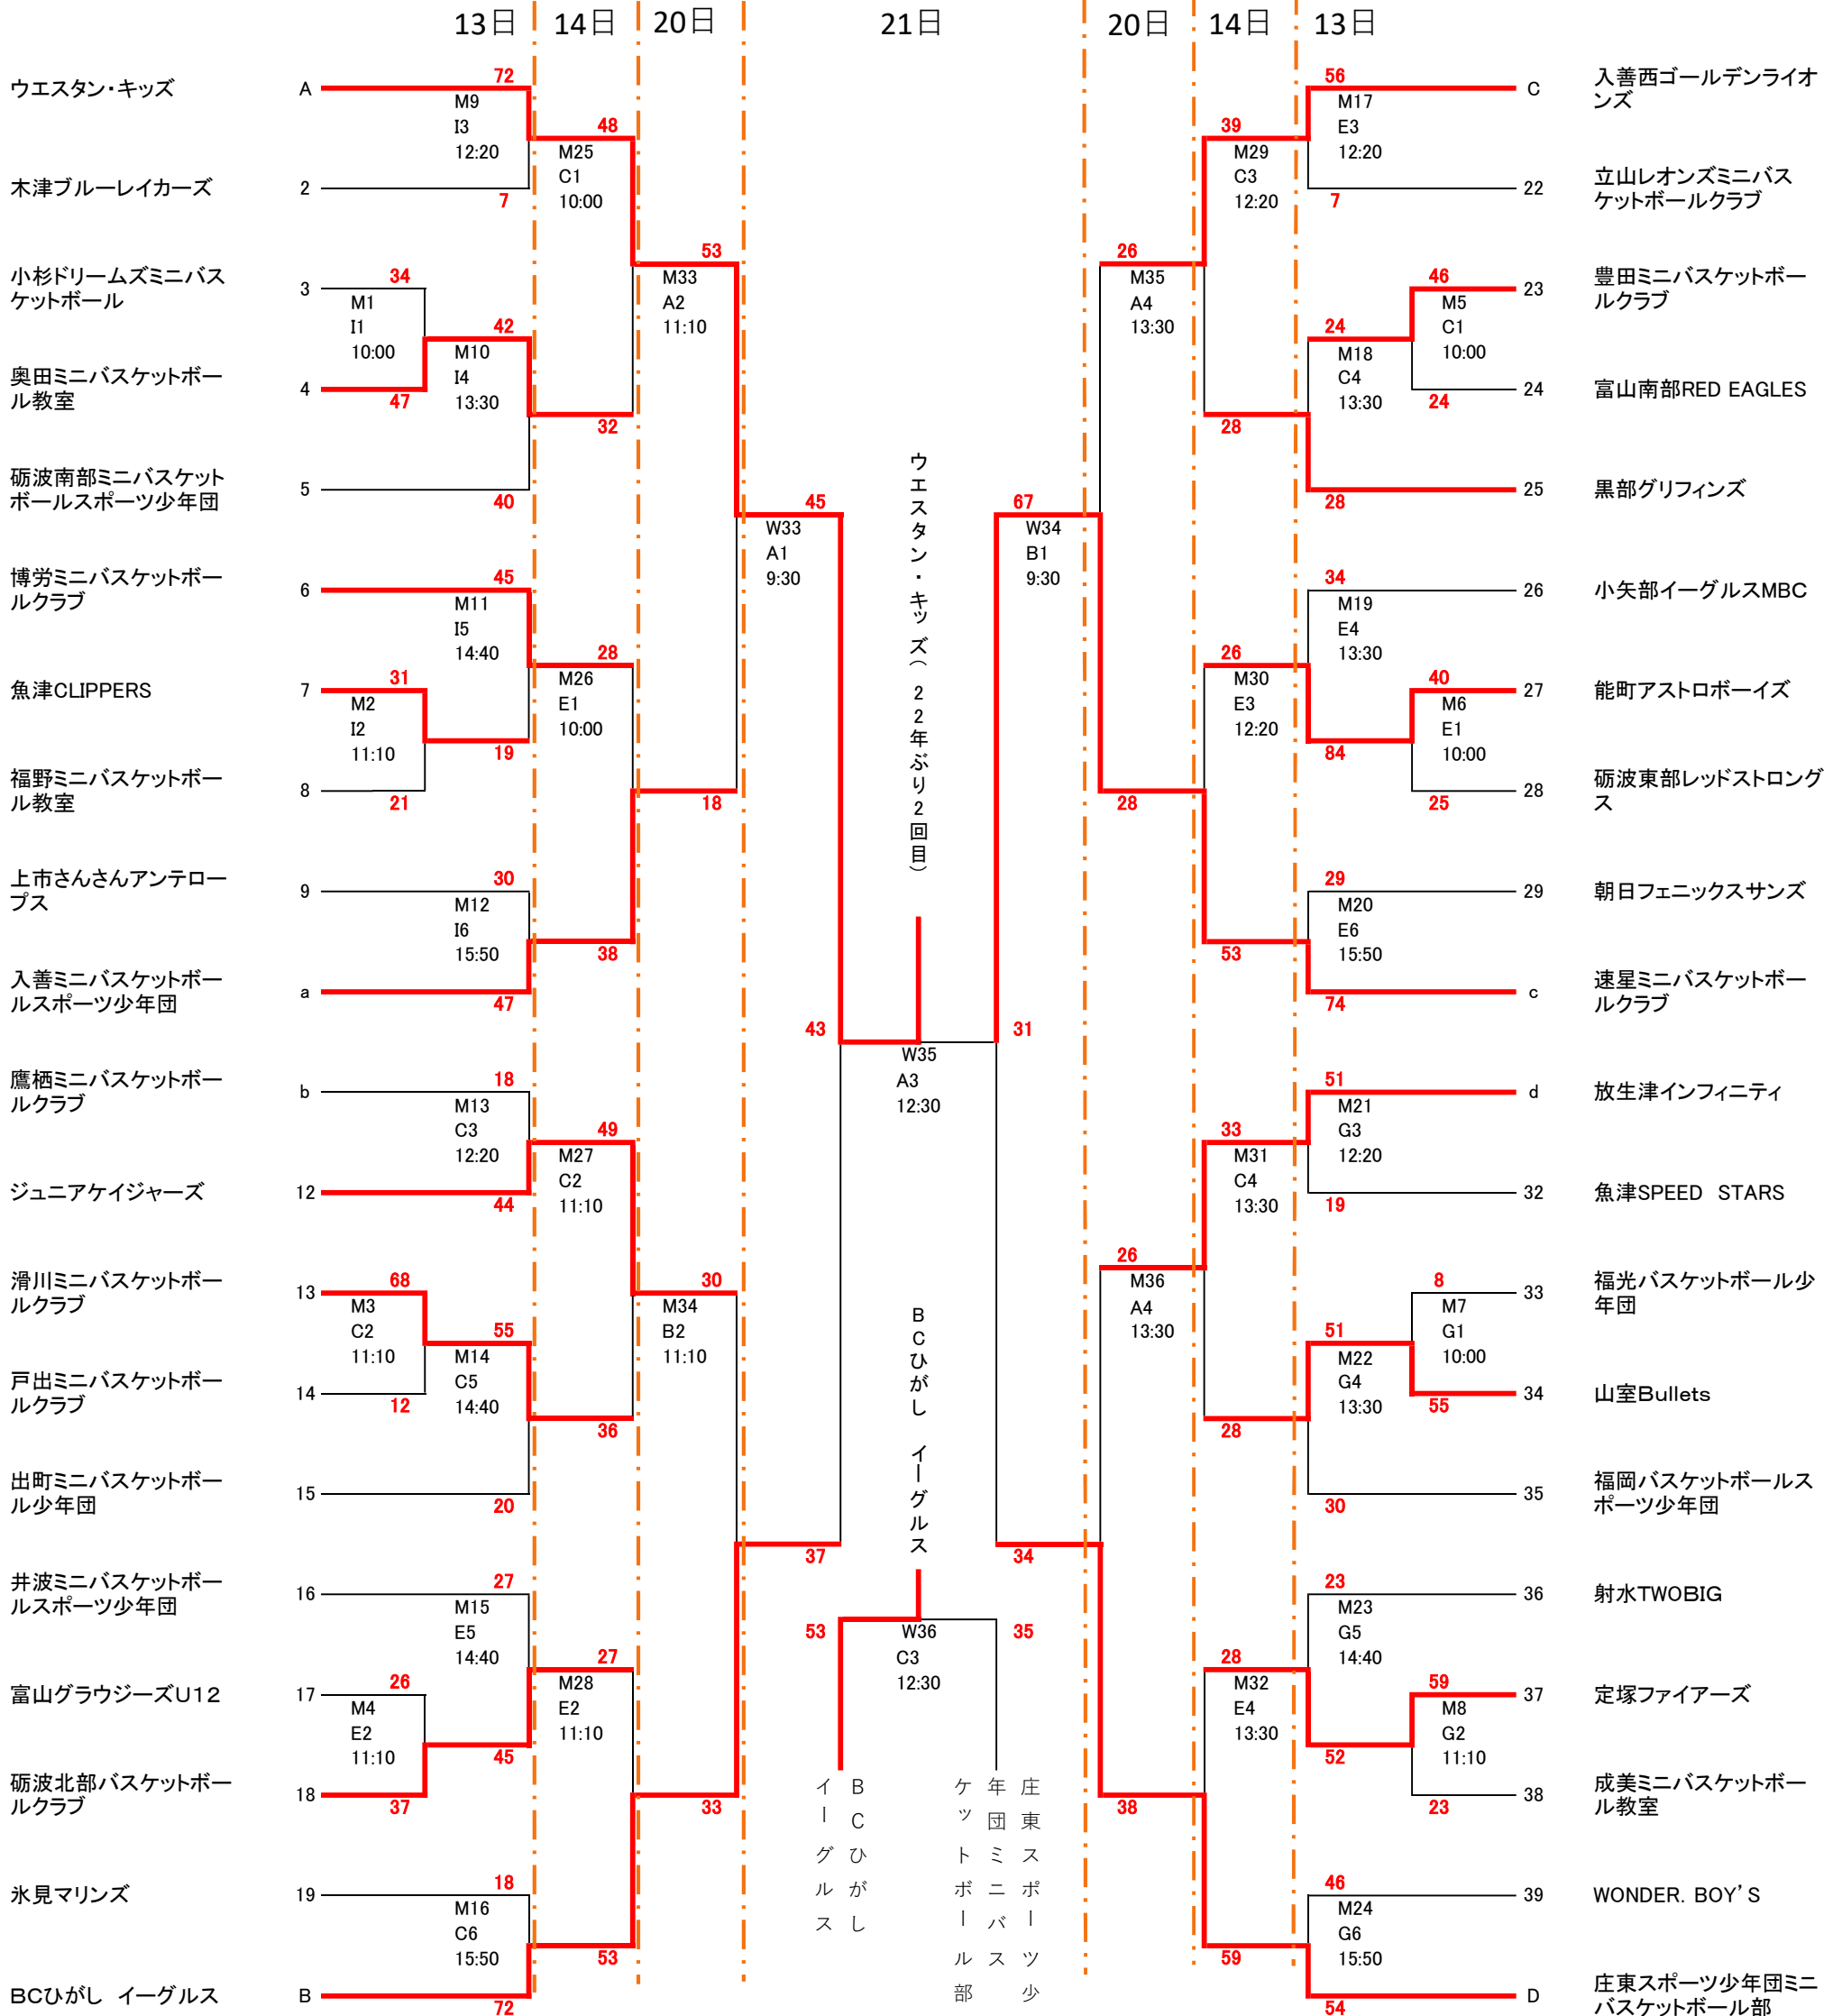 13日 14日 20日 21日 20日 14日 13日
ウエスタン・キッズ A
72
M9
I3
12:20
木津ブルーレイカーズ 2
7
48
M25
C1
10:00
小杉ドリームズミニバス
ケットボール 3
34
M1
I1
10:00
奥田ミニバスケットボー
ル教室 4
47
42
M10
I4
13:30
砺波南部ミニバスケット
ボールスポーツ少年団 5
40
32
53
M33
A2
11:10
博労ミニバスケットボー
ルクラブ 6
45
M11
I5
14:40
魚津CLIPPERS 7
31
M2
I2
11:10
福野ミニバスケットボー
ル教室 8
21
19
28
M26
E1
10:00
上市さんさんアンテロー
プス 9
30
M12
I6
15:50
入善ミニバスケットボー
ルスポーツ少年団 a
47
38
18
45
W33
A1
9:30
鷹栖ミニバスケットボー
ルクラブ b
18
M13
C3
12:20
ジュニアケイジャーズ 12
44
49
M27
C2
11:10
滑川ミニバスケットボー
ルクラブ 13
68
M3
C2
11:10
戸出ミニバスケットボー
ルクラブ 14
12
55
M14
C5
14:40
出町ミニバスケットボー
ル少年団 15
20
36
30
M34
B2
11:10
井波ミニバスケットボー
ルスポーツ少年団 16
27
M15
E5
14:40
富山グラウジーズU12 17
26
M4
E2
11:10
砺波北部バスケットボー
ルクラブ 18
37
45
27
M28
E2
11:10
氷見マリンズ 19
18
M16
C6
15:50
BCひがし イーグルス B
72
53
33
37
ウエスタン・キッズ(22年ぶり2回目)
43
31
W35
A3
12:30
BCひがし イーグルス
53
35
W36
C3
12:30
BCひがし
イーグルス
庄東スポーツ少
年団ミニバス
ケットボール部
67
W34
B1
9:30
34
56
M17
E3
12:20
C 入善西ゴールデンライオ
ンズ
7
22 立山レオンズミニバス
ケットボールクラブ
39
M29
C3
12:20
46
M5
C1
10:00
23 豊田ミニバスケットボー
ルクラブ
24
24 富山南部RED EAGLES
24
M18
C4
13:30
28
25 黒部グリフィンズ
28
26
M35
A4
13:30
34
M19
E4
13:30
26 小矢部イーグルスMBC
40
M6
E1
10:00
27 能町アストロボーイズ
25
28 砺波東部レッドストロング
ス
84
26
M30
E3
12:20
29
M20
E6
15:50
29 朝日フェニックスサンズ
74
c 速星ミニバスケットボー
ルクラブ
53
28
51
M21
G3
12:20
d 放生津インフィニティ
19
32 魚津SPEED STARS
33
M31
C4
13:30
8
M7
G1
10:00
33 福光バスケットボール少
年団
55
34 山室Bullets
51
M22
G4
13:30
30
35 福岡バスケットボールス
ポーツ少年団
28
26
M36
A4
13:30
23
M23
G5
14:40
36 射水TWOBIG
59
M8
G2
11:10
37 定塚ファイアーズ
23
38 成美ミニバスケットボー
ル教室
52
28
M32
E4
13:30
46
M24
G6
15:50
39 WONDER. BOY'S
54
D 庄東スポーツ少年団ミニ
バスケットボール部
59
38